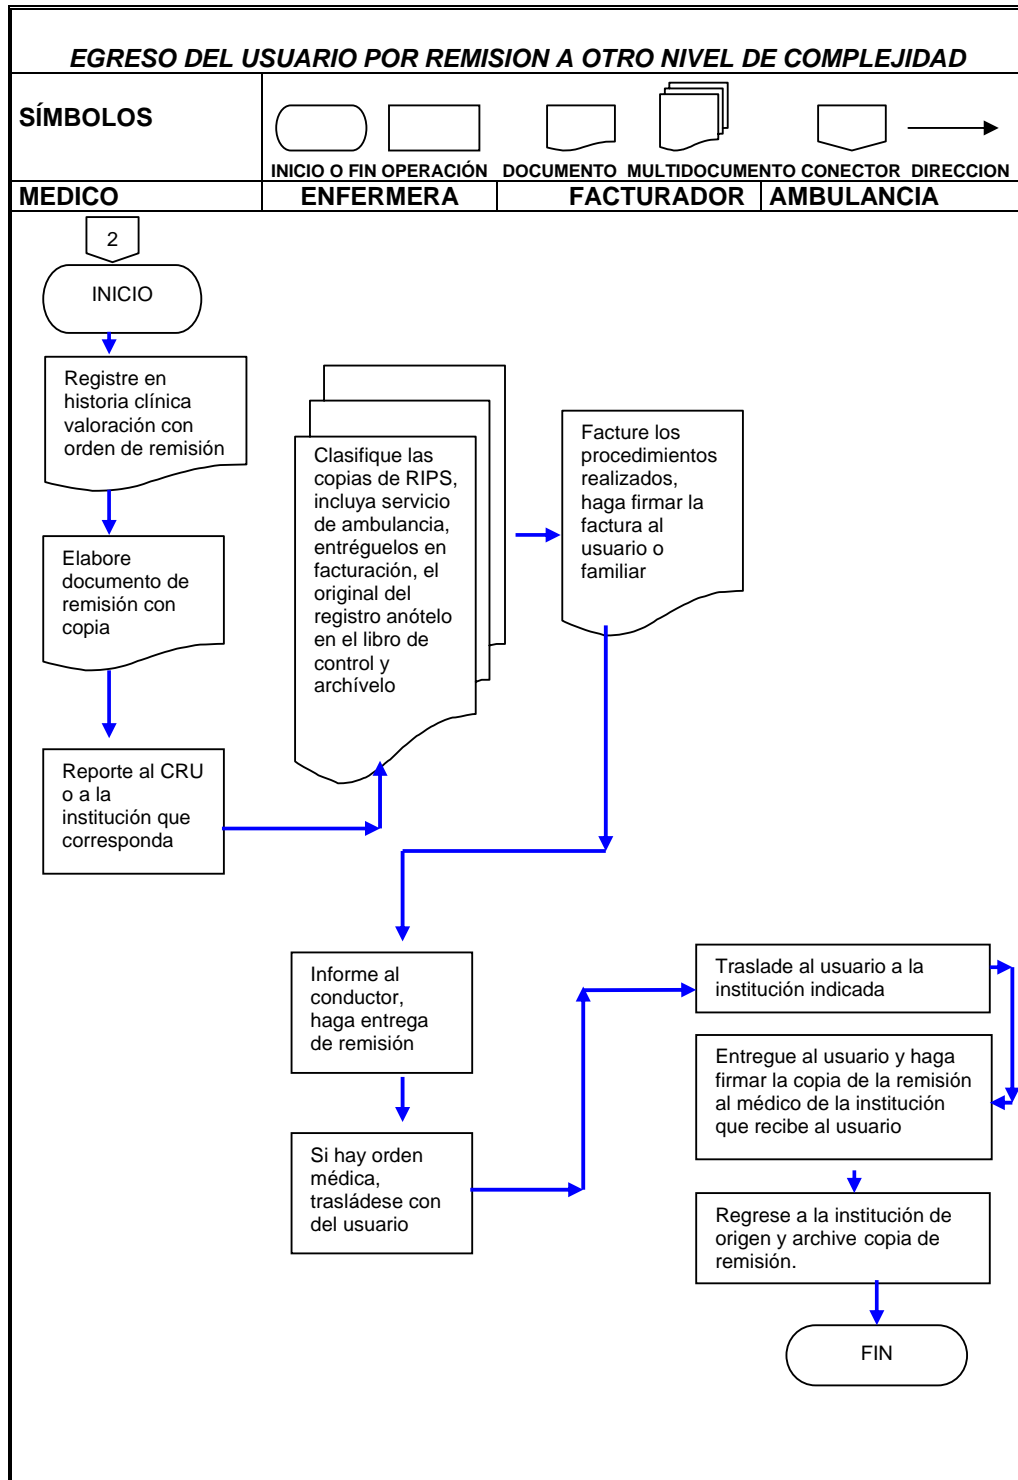 EGRESO DEL USUARIO POR REMISION A OTRO NIVEL DE COMPLEJIDAD
SÍMBOLOS
INICIO O FIN OPERACIÓN DOCUMENTO MULTIDOCUMENTO CONECTOR DIRECCION
MEDICO ENFERMERA FACTURADOR AMBULANCIA
2
INICIO
Registre en
historia clínica
valoración con
orden de remisión
Elabore
documento de
remisión con
copia
Reporte al CRU
o a la
institución que
corresponda
Clasifique las
copias de RIPS,
incluya servicio
de ambulancia,
entréguelos en
facturación, el
original del
registro anótelo
en el libro de
control y
archívelo
Facture los
procedimientos
realizados,
haga firmar la
factura al
usuario o
familiar
Informe al
conductor,
haga entrega
de remisión
Si hay orden
médica,
trasládese con
del usuario
Traslade al usuario a la
institución indicada
Entregue al usuario y haga
firmar la copia de la remisión
al médico de la institución
que recibe al usuario
Regrese a la institución de
origen y archive copia de
remisión.
FIN